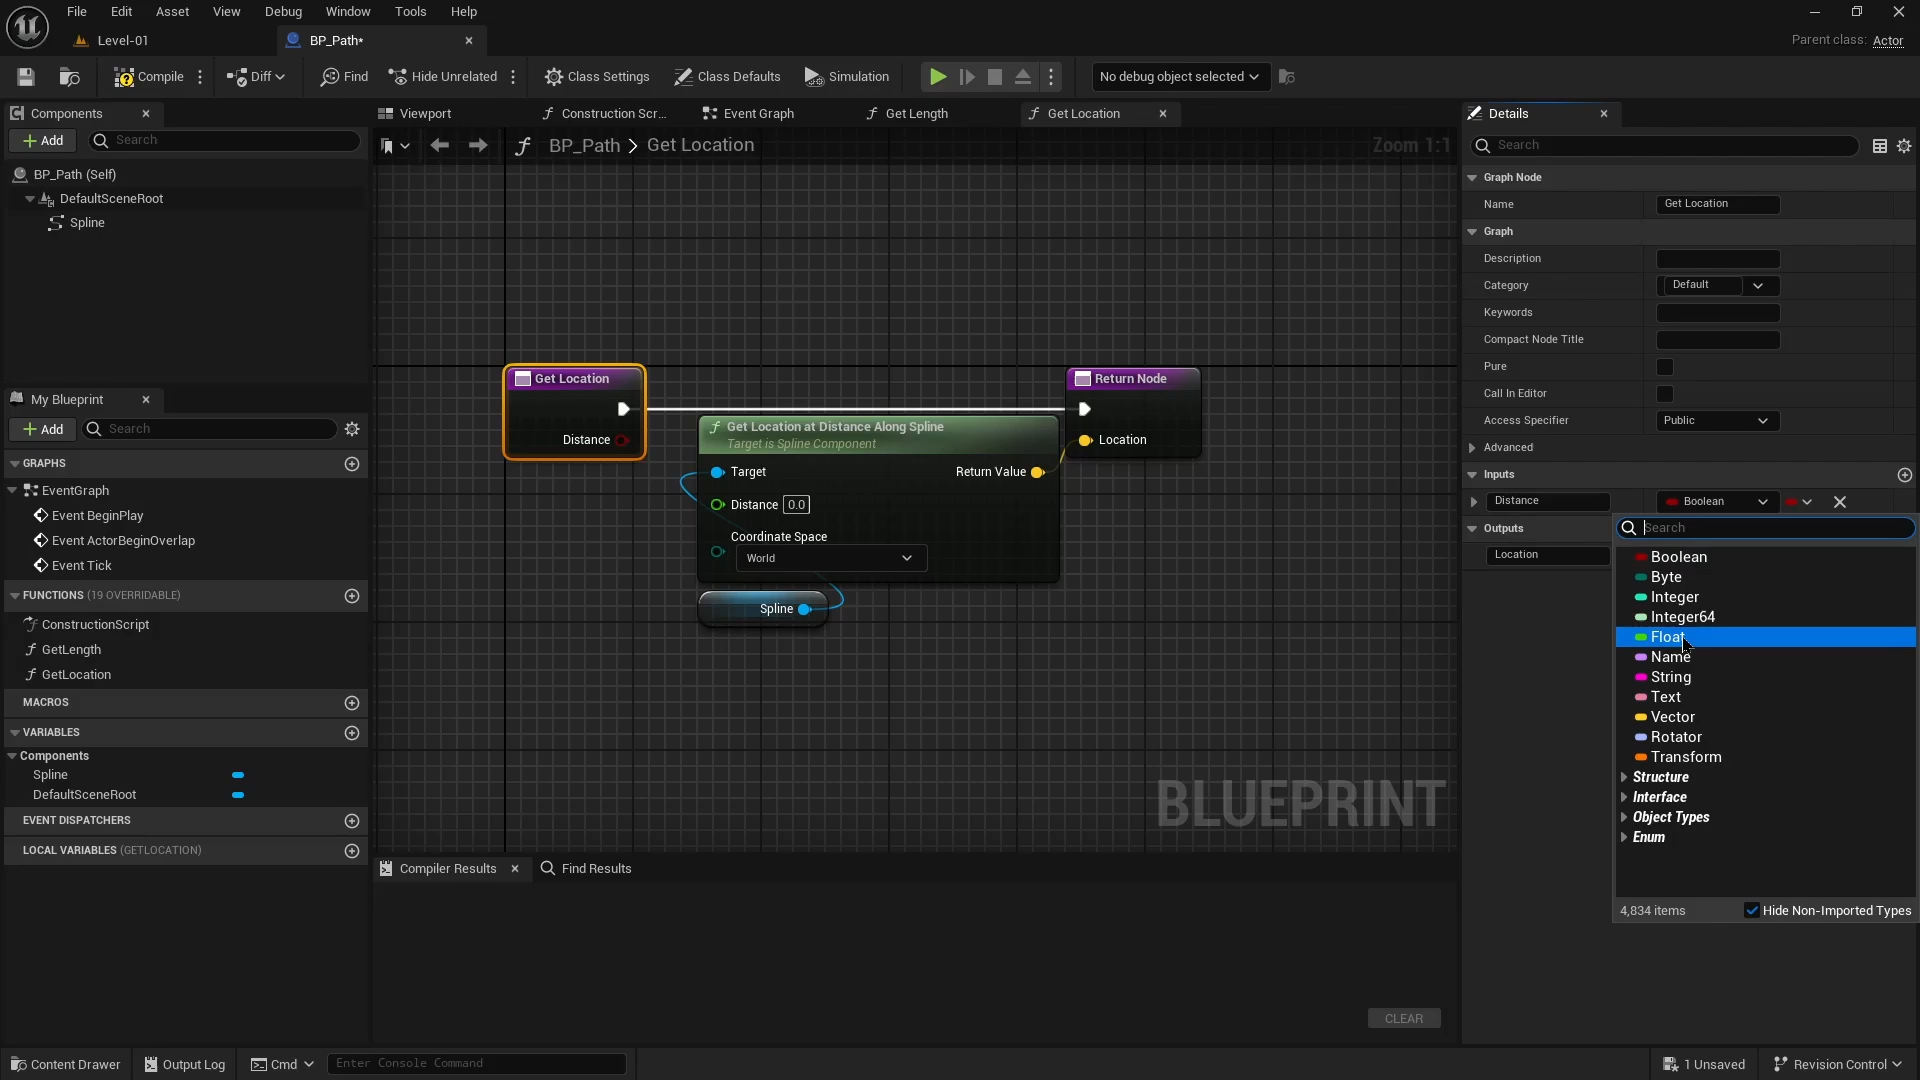 File Edit Asset View Debug Window Tools Help
Level-01
BP_Path*
Parent class: Actor
Compile
Diff
Find
Hide Unrelated
Class Settings
Class Defaults
Simulation
No debug object selected
Components
Add
Search
BP_Path (Self)
DefaultSceneRoot
Spline
My Blueprint
Add
Search
GRAPHS
EventGraph
Event BeginPlay
Event ActorBeginOverlap
Event Tick
FUNCTIONS (19 OVERRIDABLE)
ConstructionScript
GetLength
GetLocation
MACROS
VARIABLES
Components
Spline
DefaultSceneRoot
EVENT DISPATCHERS
LOCAL VARIABLES (GETLOCATION)
Viewport
Construction Scr...
Event Graph
Get Length
Get Location
BP_Path > Get Location
Zoom 1:1
Get Location
Distance
Get Location at Distance Along Spline
Target is Spline Component
Target
Return Value
Distance 0.0
Coordinate Space
World
Spline
Return Node
Location
BLUEPRINT
Compiler Results
Find Results
CLEAR
Details
Search
Graph Node
Name Get Location
Graph
Description
Category Default
Keywords
Compact Node Title
Pure
Call In Editor
Access Specifier Public
Advanced
Inputs
Distance Boolean
Outputs
Location
Search
Boolean
Byte
Integer
Integer64
Float
Name
String
Text
Vector
Rotator
Transform
Structure
Interface
Object Types
Enum
4,834 items
Hide Non-Imported Types
Content Drawer
Output Log
Cmd
Enter Console Command
1 Unsaved
Revision Control